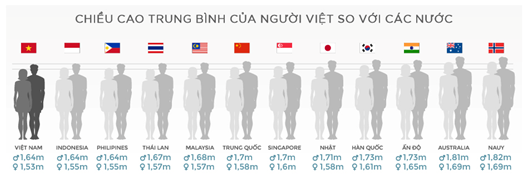 CHIỀU CAO TRUNG BÌNH CỦA NGƯỜI VIỆT SO VỚI CÁC NƯỚC
VIỆT NAM INDONESIA PHILIPINES THÁI LAN MALAYSIA TRUNG QUỐC SINGAPORE NHẬT HÀN QUỐC ẤN ĐỘ AUSTRALIA NAUY
♂1,64m ♂1,64m ♂1,64m ♂1,67m ♂1,68m ♂1,7m ♂1,7m ♂1,71m ♂1,73m ♂1,73m ♂1,81m ♂1,82m
♀1,53m ♀1,55m ♀1,55m ♀1,57m ♀1,57m ♀1,58m ♀1,6m ♀1,58m ♀1,61m ♀1,65m ♀1,69m ♀1,69m